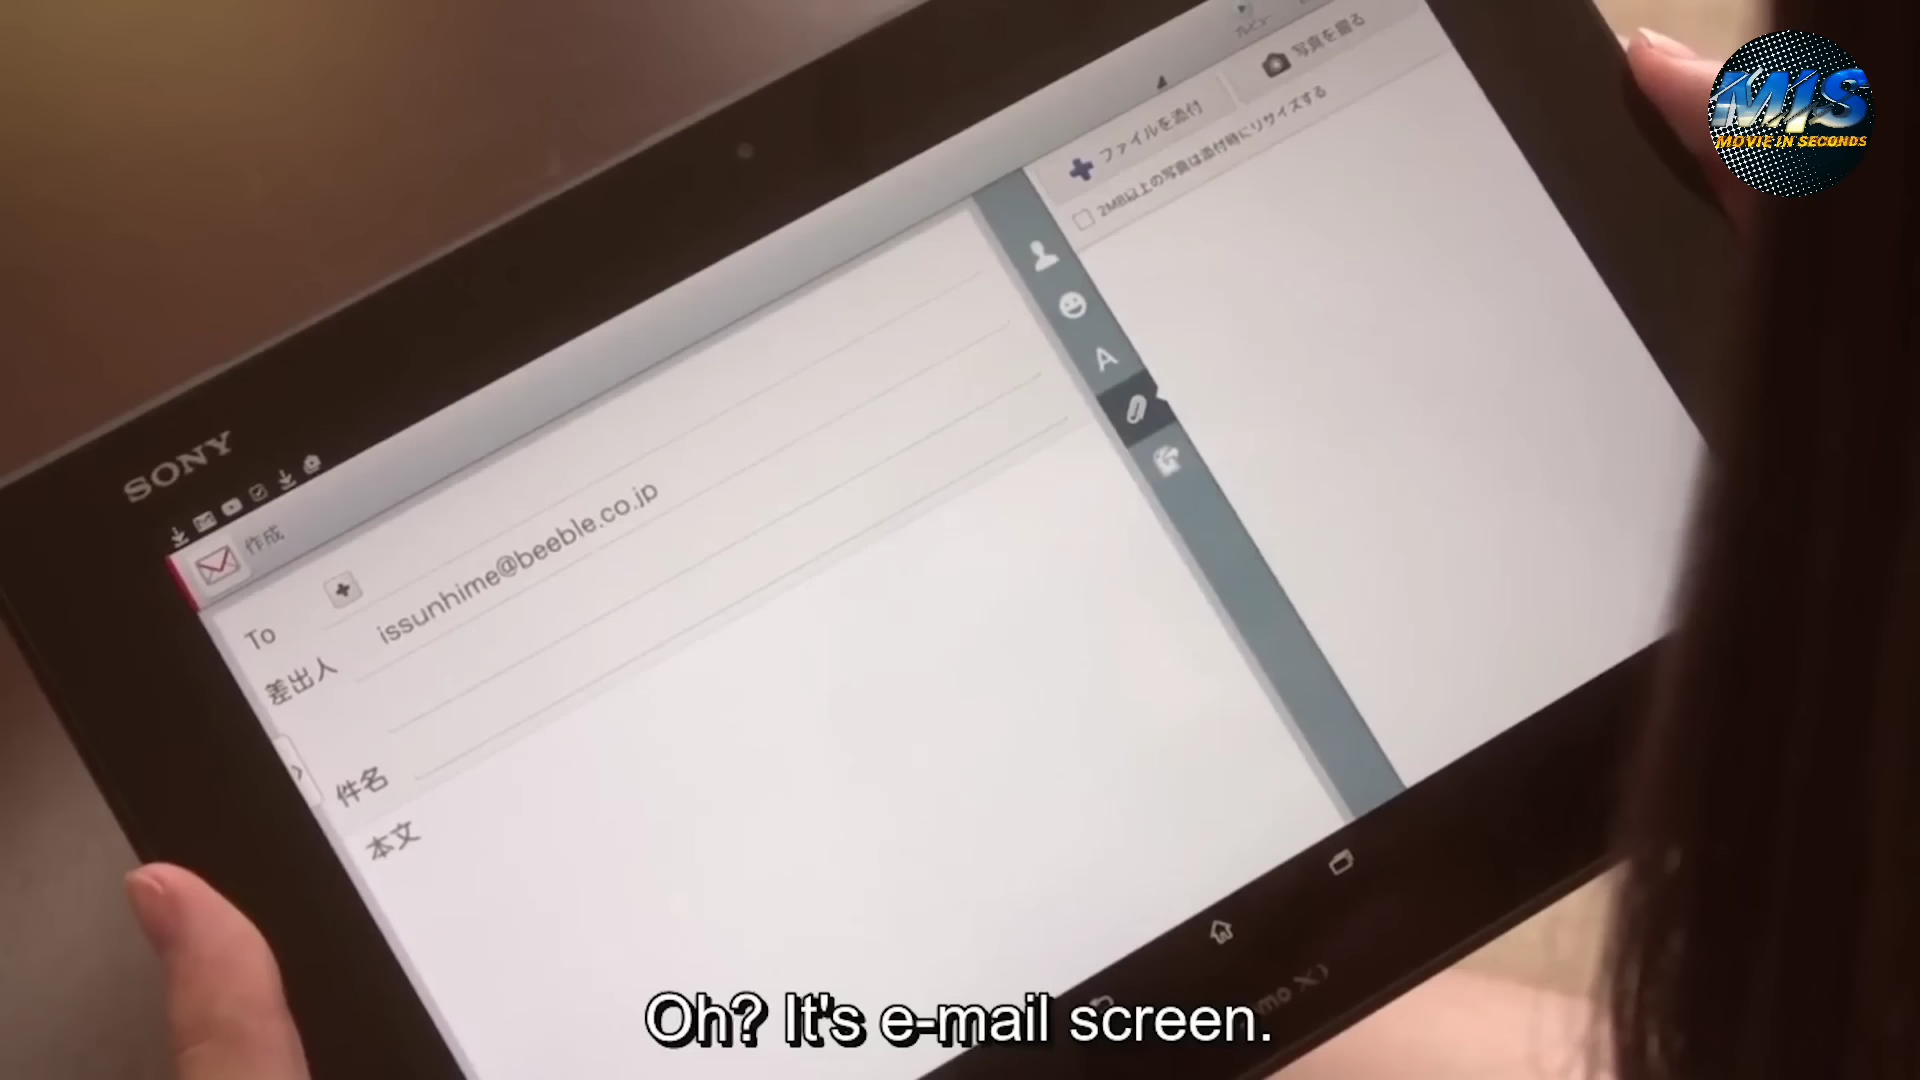 MIS
MOVIE IN SECONDS
SONY
作成
写真を撮る
ファイルを添付
2MB以上の写真は添付時にリサイズする
To
差出人
issunhime@beeble.co.jp
件名
本文
A
Oh? It's e-mail screen.